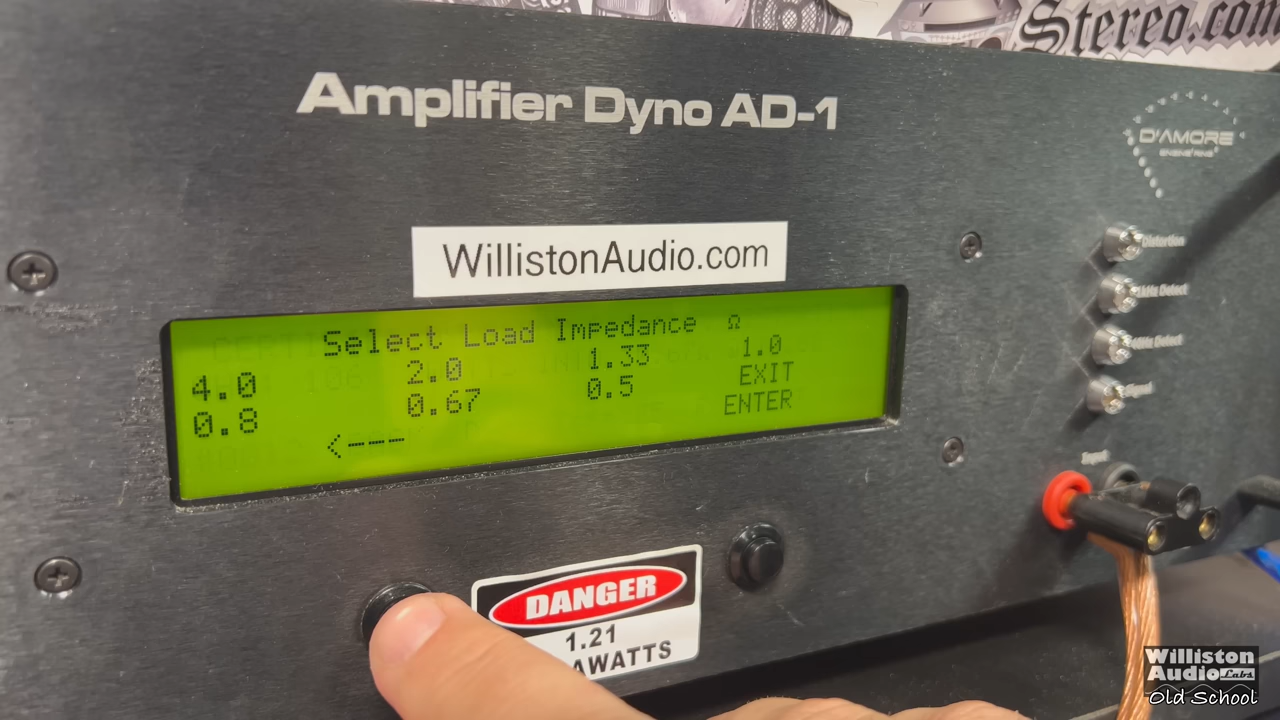 Stereo.com
Amplifier Dyno AD-1
D'AMORE
ENGINEERING
WillistonAudio.com
Distortion
Select Load Impedance Ω
4.0 2.0 1.33 1.0
0.8 0.67 0.5 EXIT
<--- ENTER
Signal
Input
DANGER
1.21
AWATTS
Williston
Audio Labs
Old School